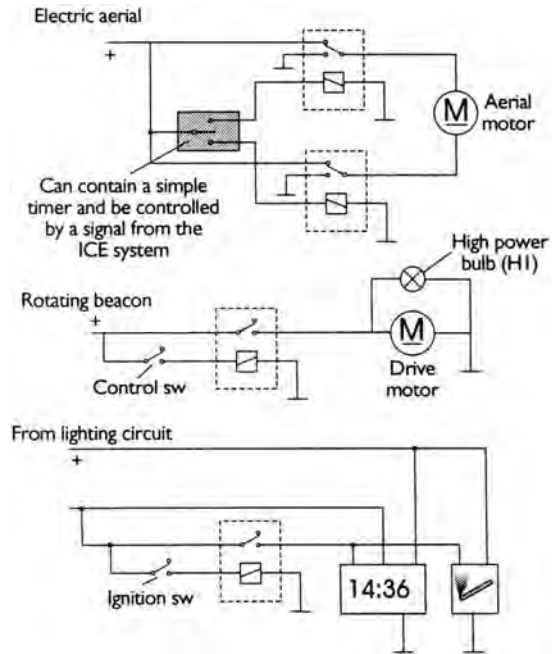 Electric aerial
+
M
Aerial
motor
Can contain a simple
timer and be controlled
by a signal from the
ICE system
High power
bulb (H1)
Rotating beacon
+
M
Control sw
Drive
motor
From lighting circuit
+
14:36
Ignition sw